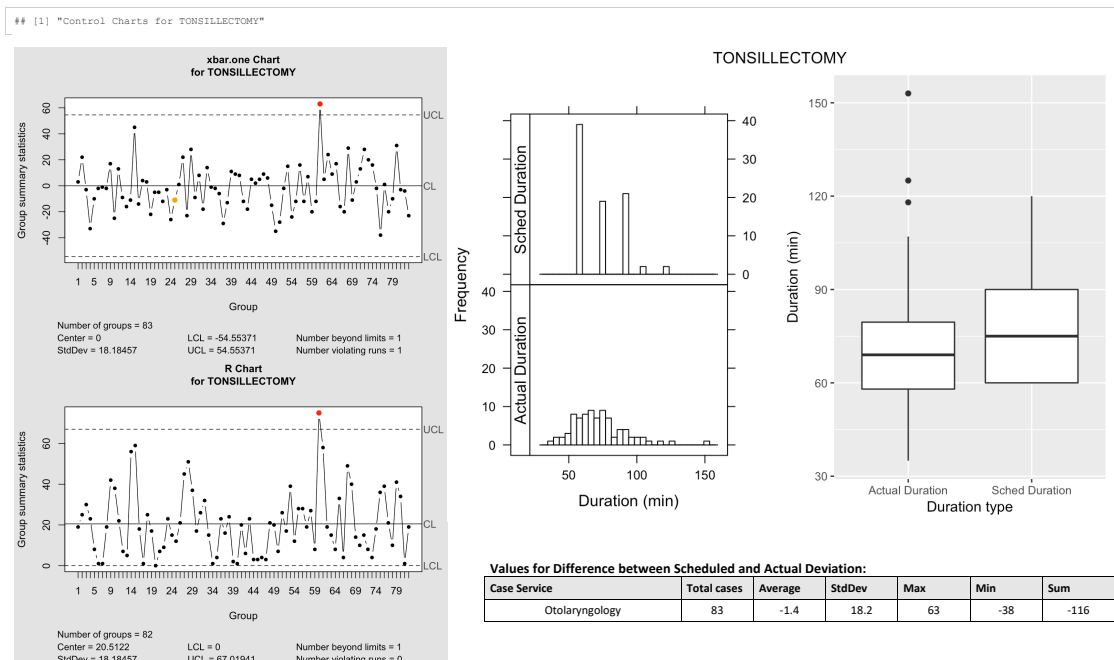 ## [1] "Control Charts for TONSILLECTOMY"
xbar.one Chart
for TONSILLECTOMY
Group summary statistics
60
40
20
0
-20
-40
UCL
CL
LCL
1 5 9 14 19 24 29 34 39 44 49 54 59 64 69 74 79
Group
Number of groups = 83
Center = 0 LCL = -54.55371 Number beyond limits = 1
StdDev = 18.18457 UCL = 54.55371 Number violating runs = 1
R Chart
for TONSILLECTOMY
Group summary statistics
60
40
20
0
UCL
CL
LCL
1 5 9 14 19 24 29 34 39 44 49 54 59 64 69 74 79
Group
Number of groups = 82
Center = 20.5122 LCL = 0 Number beyond limits = 1
StdDev = 18.18457 UCL = 67.01941 Number violating runs = 0
TONSILLECTOMY
Frequency
Sched Duration
40
30
20
10
0
Actual Duration
40
30
20
10
0
50 100 150
Duration (min)
Duration (min)
150
120
90
60
30
Actual Duration Sched Duration
Duration type
Values for Difference between Scheduled and Actual Deviation:
Case Service Total cases Average StdDev Max Min Sum
Otolaryngology 83 -1.4 18.2 63 -38 -116